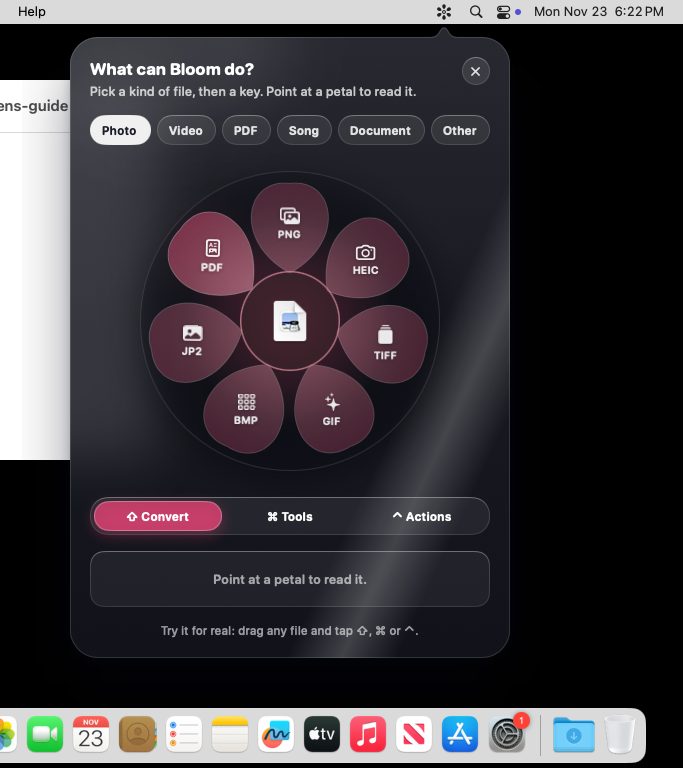 Help
Mon Nov 23 6:22 PM
ens-guide
What can Bloom do?
Pick a kind of file, then a key. Point at a petal to read it.
Photo Video PDF Song Document Other
PNG
PDF
HEIC
JP2
TIFF
BMP
GIF
⇧ Convert ⌘ Tools ⌃ Actions
Point at a petal to read it.
Try it for real: drag any file and tap ⇧, ⌘ or ⌃.
NOV
23
tv
1